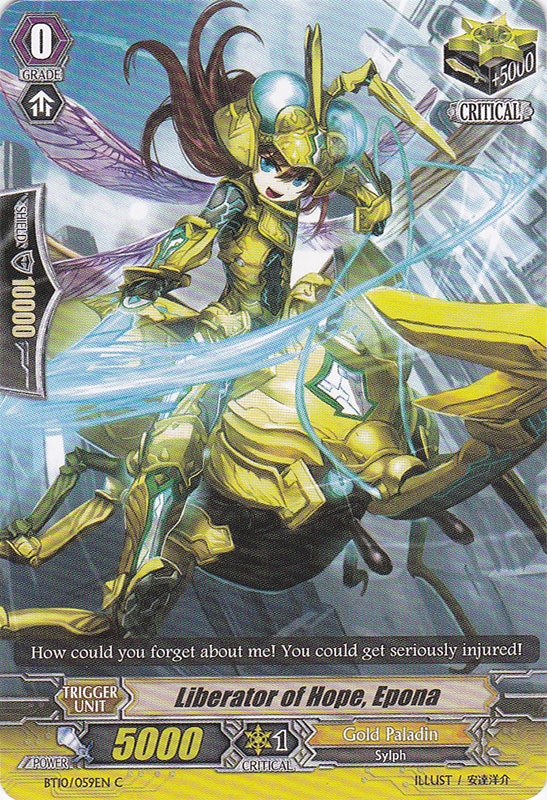 0
GRADE
+5000
CRITICAL
SHIELD
10000
How could you forget about me! You could get seriously injured!
TRIGGER
UNIT
Liberator of Hope, Epona
POWER
5000
1
CRITICAL
Gold Paladin
Sylph
BT10/059EN C
ILLUST / 安達洋介